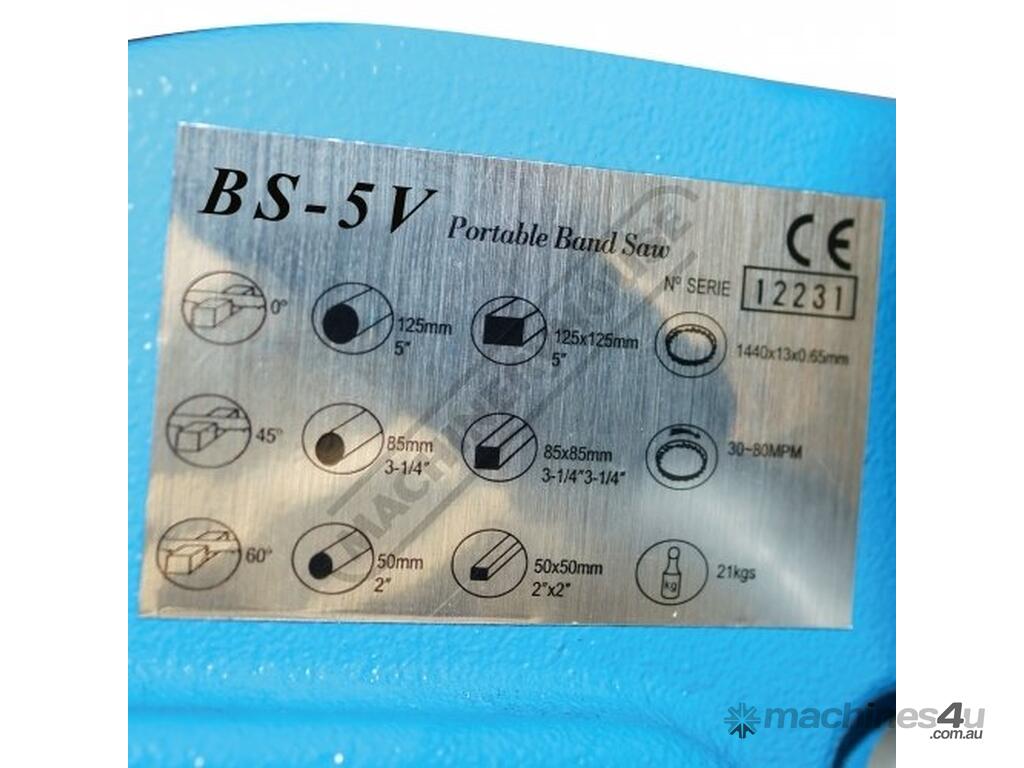 BS-5V Portable Band Saw
CE
Nº SERIE 12231
0° 125mm 125x125mm 1440x13x0.65mm
5" 5"
45° 85mm 85x85mm 30~80MPM
3-1/4" 3-1/4"3-1/4"
60° 50mm 50x50mm kg 21kgs
2" 2"x2"
MACHINERY HOUSE
machines4u
.com.au